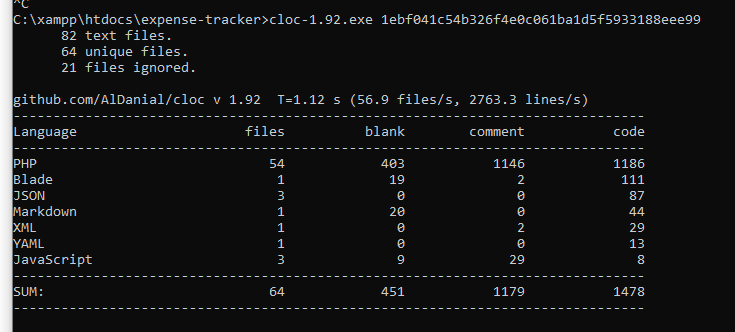 ^C
C:\xampp\htdocs\expense-tracker>cloc-1.92.exe 1ebf041c54b326f4e0c061ba1d5f5933188eee99
      82 text files.
      64 unique files.
      21 files ignored.

github.com/AlDanial/cloc v 1.92  T=1.12 s (56.9 files/s, 2763.3 lines/s)
-------------------------------------------------------------------------------
Language                     files          blank        comment           code
-------------------------------------------------------------------------------
PHP                             54            403           1146           1186
Blade                            1             19              2            111
JSON                             3              0              0             87
Markdown                         1             20              0             44
XML                              1              0              2             29
YAML                             1              0              0             13
JavaScript                       3              9             29              8
-------------------------------------------------------------------------------
SUM:                            64            451           1179           1478
-------------------------------------------------------------------------------